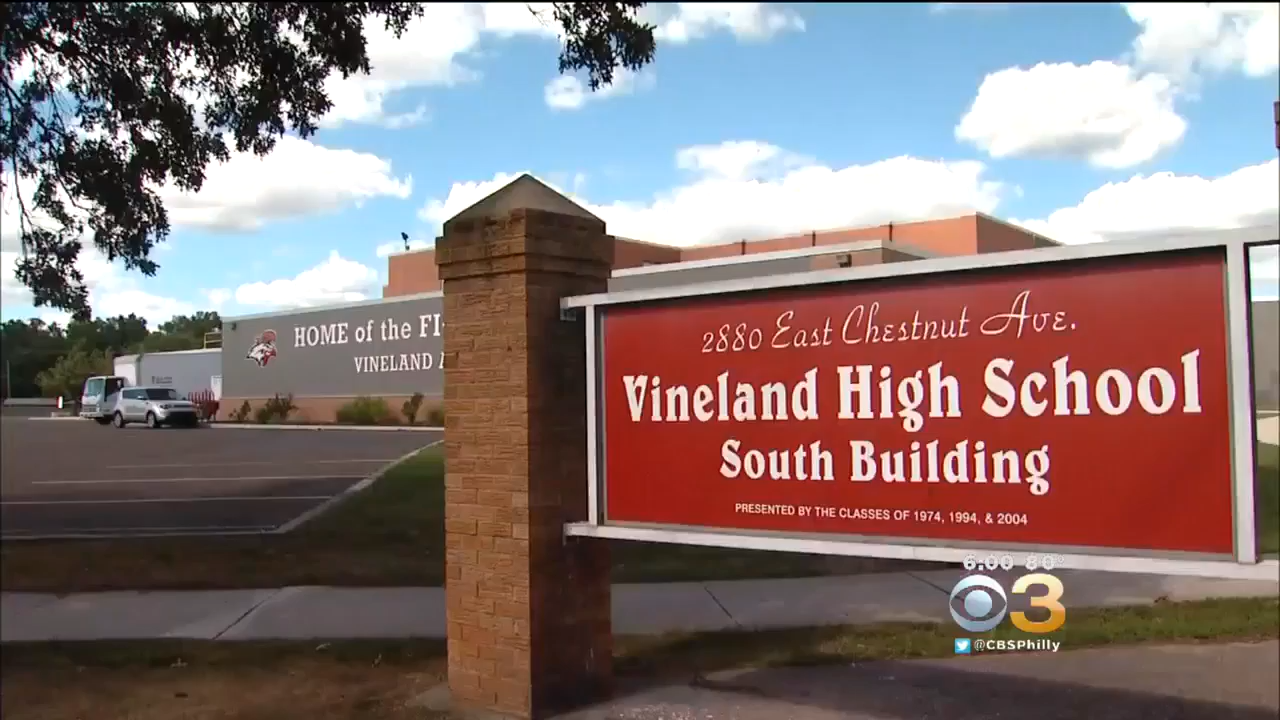 HOME of the FI
VINELAND
2880 East Chestnut Ave.
Vineland High School
South Building
PRESENTED BY THE CLASSES OF 1974, 1994, & 2004
6:00 80°
3
@CBSPhilly